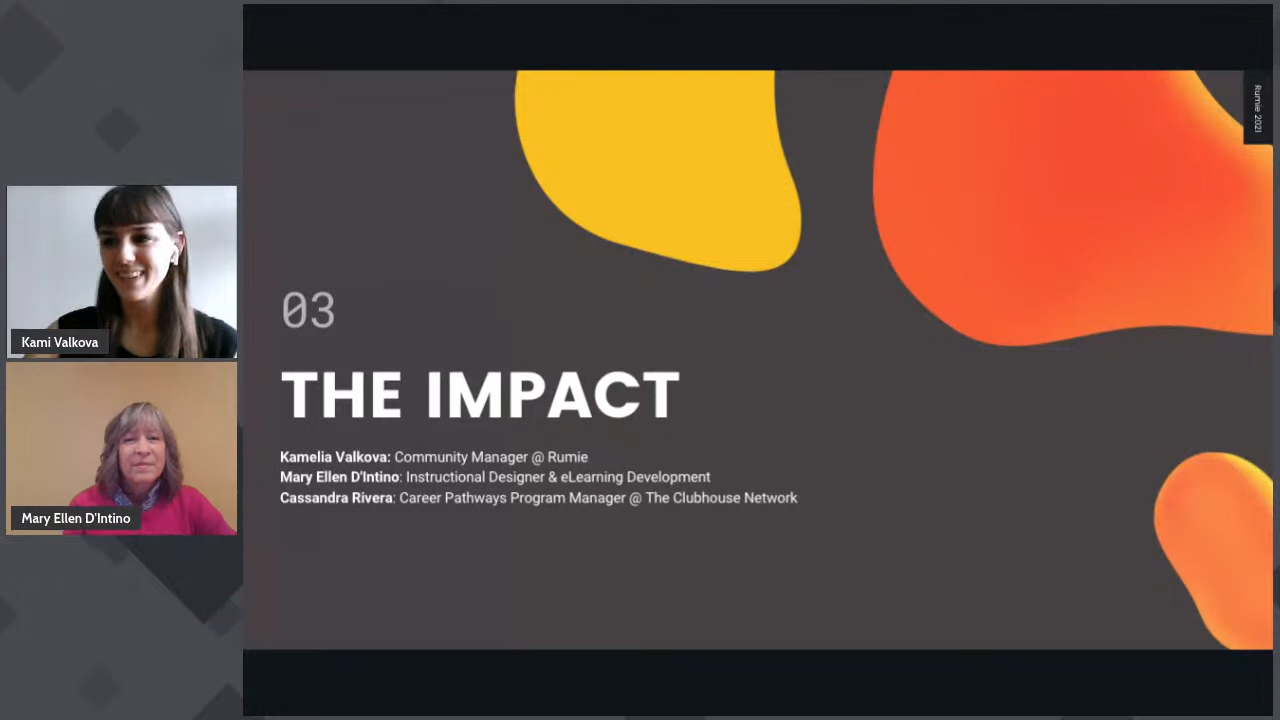 Rumie 2021
Kami Valkova
Mary Ellen D'Intino
03
THE IMPACT
Kamelia Valkova: Community Manager @ Rumie
Mary Ellen D'Intino: Instructional Designer & eLearning Development
Cassandra Rivera: Career Pathways Program Manager @ The Clubhouse Network